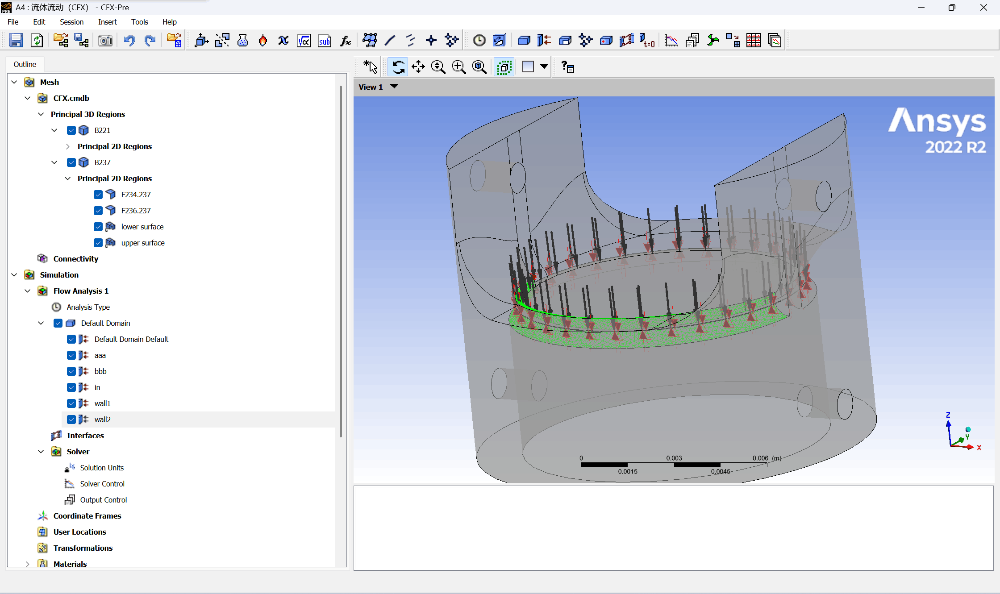 A4 : 流体流动（CFX） - CFX-Pre
File Edit Session Insert Tools Help
Outline
Mesh
CFX.cmdb
Principal 3D Regions
B221
Principal 2D Regions
B237
Principal 2D Regions
F234.237
F236.237
lower surface
upper surface
Connectivity
Simulation
Flow Analysis 1
Analysis Type
Default Domain
Default Domain Default
aaa
bbb
in
wall1
wall2
Interfaces
Solver
Solution Units
Solver Control
Output Control
Coordinate Frames
User Locations
Transformations
Materials
View 1
Ansys
2022 R2
0 0.003 0.006 (m)
0.0015 0.0045
Z
Y
X
PRE
α
√α
sub
fx
t=0